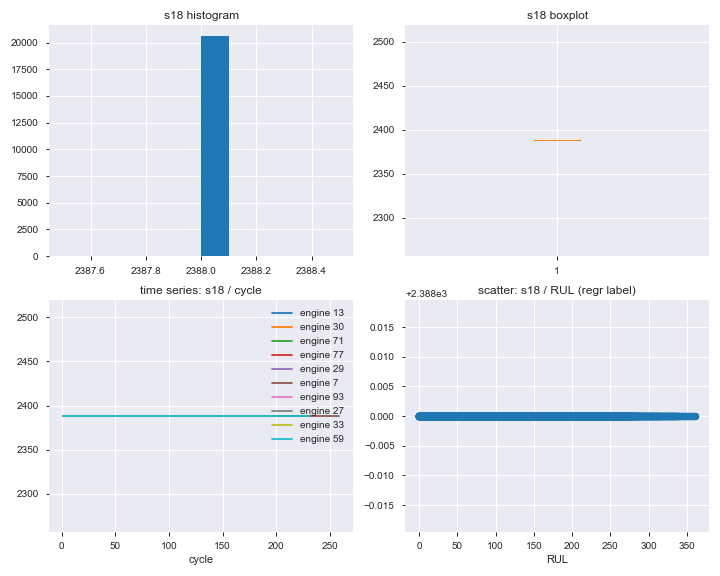 s18 histogram
20000
17500
15000
12500
10000
7500
5000
2500
0
2387.6 2387.8 2388.0 2388.2 2388.4
s18 boxplot
2500
2450
2400
2350
2300
1
time series: s18 / cycle
2500
2450
2400
2350
2300
engine 13
engine 30
engine 71
engine 77
engine 29
engine 7
engine 93
engine 27
engine 33
engine 59
0 50 100 150 200 250
cycle
scatter: s18 / RUL (regr label)
+2.388e3
0.015
0.010
0.005
0.000
−0.005
−0.010
−0.015
0 50 100 150 200 250 300 350
RUL